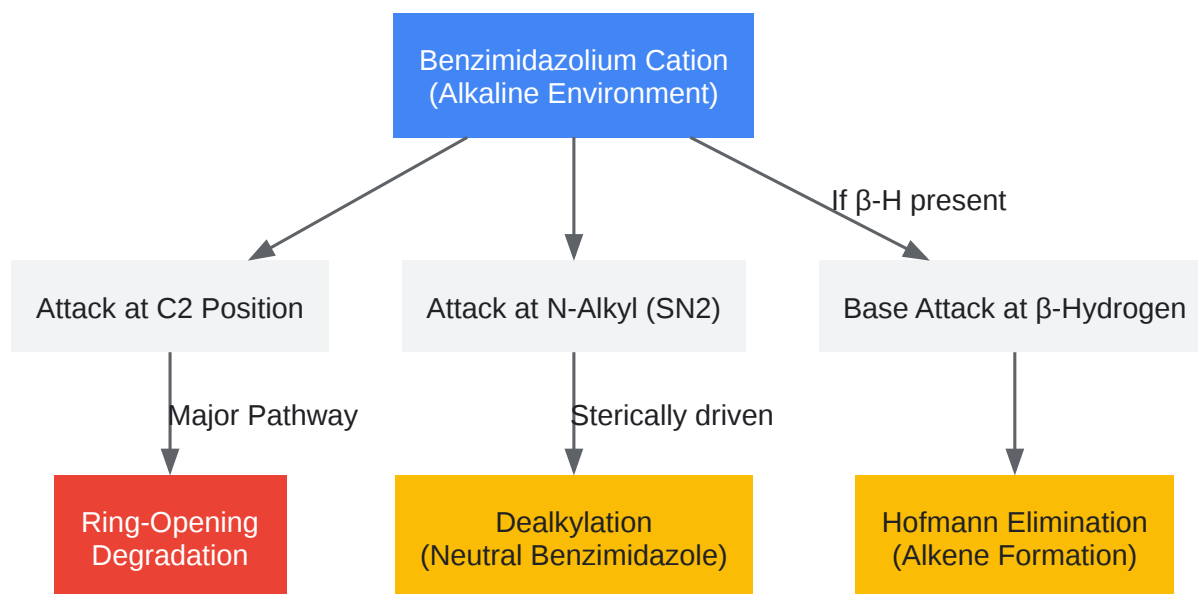 Benzimidazolium Cation
(Alkaline Environment)
If β-H present
Attack at C2 Position
Attack at N-Alkyl (SN2)
Base Attack at β-Hydrogen
Major Pathway
Sterically driven
Ring-Opening
Degradation
Dealkylation
(Neutral Benzimidazole)
Hofmann Elimination
(Alkene Formation)